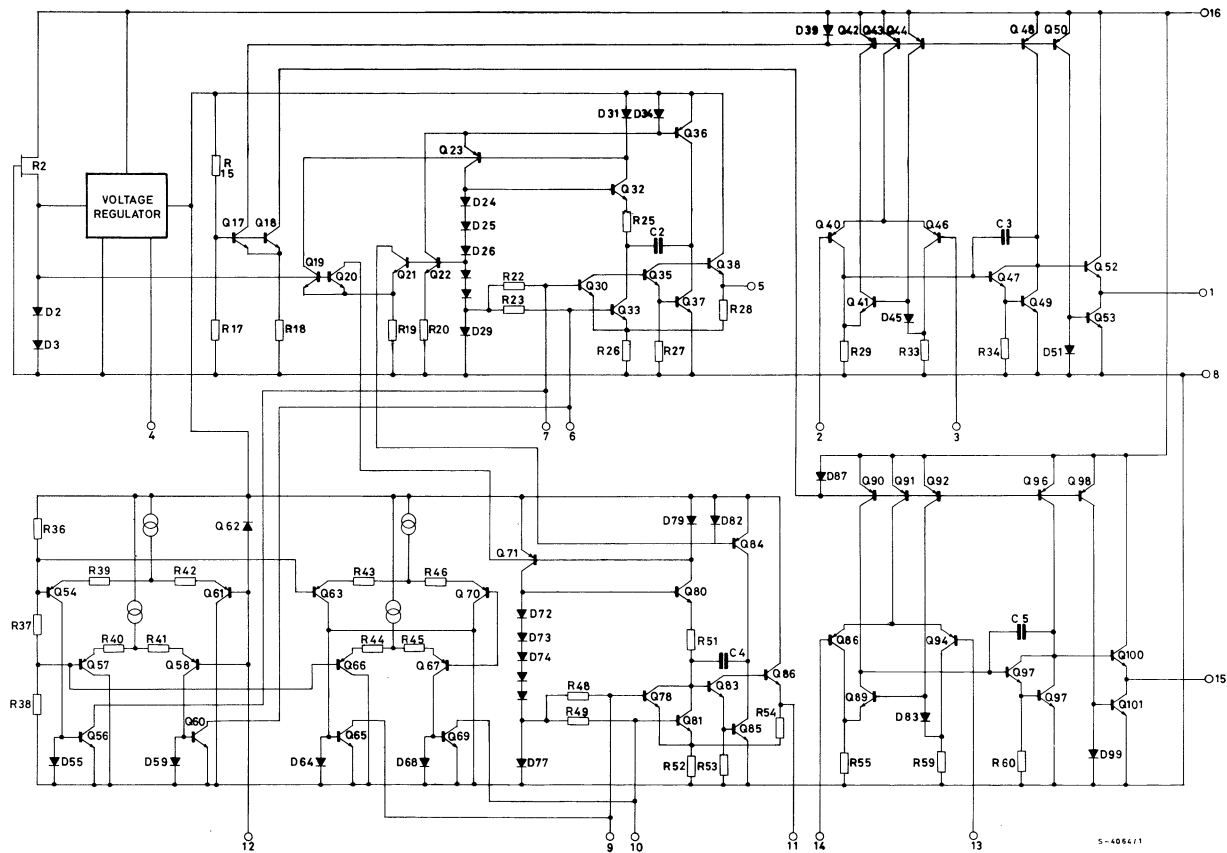 16
D39
Q42
Q43
Q44
Q48
Q50
R2
R
15
D31
D34
Q36
VOLTAGE
REGULATOR
Q23
D24
D25
D26
Q32
R25
C2
Q17
Q18
Q19
Q20
Q21
Q22
R22
R23
Q30
Q35
Q38
5
Q33
Q37
R28
Q40
Q46
C3
Q47
Q52
1
Q41
D45
Q49
Q53
D2
D3
R17
R18
R19
R20
D29
R26
R27
R29
R33
R34
D51
8
4
7
6
2
3
D87
Q90
Q91
Q92
Q96
Q98
R36
Q62
D79
D82
Q84
Q71
R39
R42
Q54
Q61
R43
R46
Q63
Q70
Q80
R37
R40
R41
Q57
Q58
R44
R45
Q66
Q67
D72
D73
D74
R51
C4
Q86
Q94
C5
Q86
Q100
15
R38
R48
R49
Q78
Q83
Q97
Q89
D83
Q97
Q101
Q56
Q60
Q65
Q69
Q81
Q85
R54
D55
D59
D64
D68
D77
R52
R53
R55
R59
R60
D99
12
9
10
11
14
13
S-4064/1